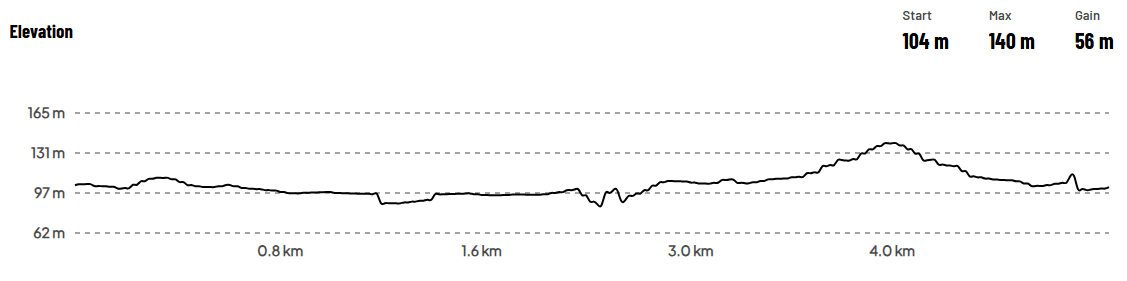 Elevation
Start Max Gain
104 m 140 m 56 m
165 m
131 m
97 m
62 m
0.8 km 1.6 km 3.0 km 4.0 km